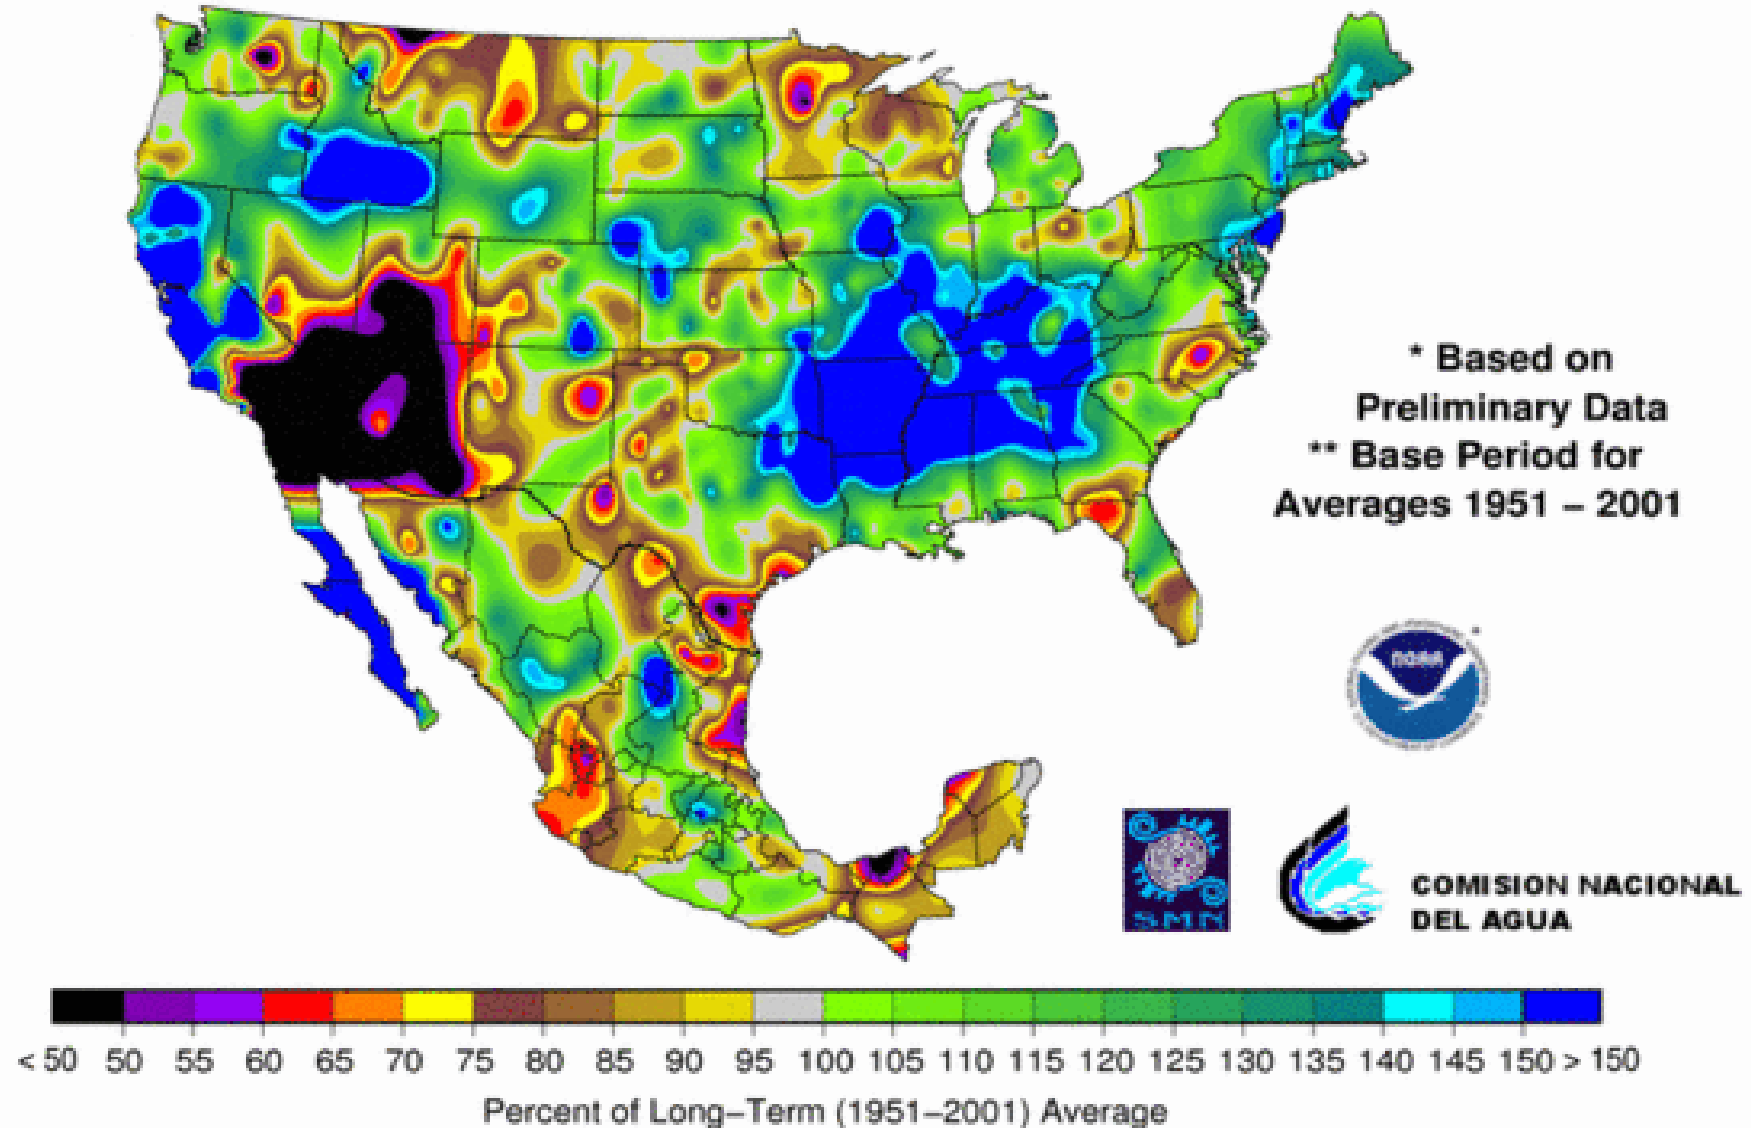 * Based on
Preliminary Data
** Base Period for
Averages 1951 – 2001
noaa
S.M.N
COMISION NACIONAL
DEL AGUA
< 50 50 55 60 65 70 75 80 85 90 95 100 105 110 115 120 125 130 135 140 145 150 > 150
Percent of Long–Term (1951–2001) Average